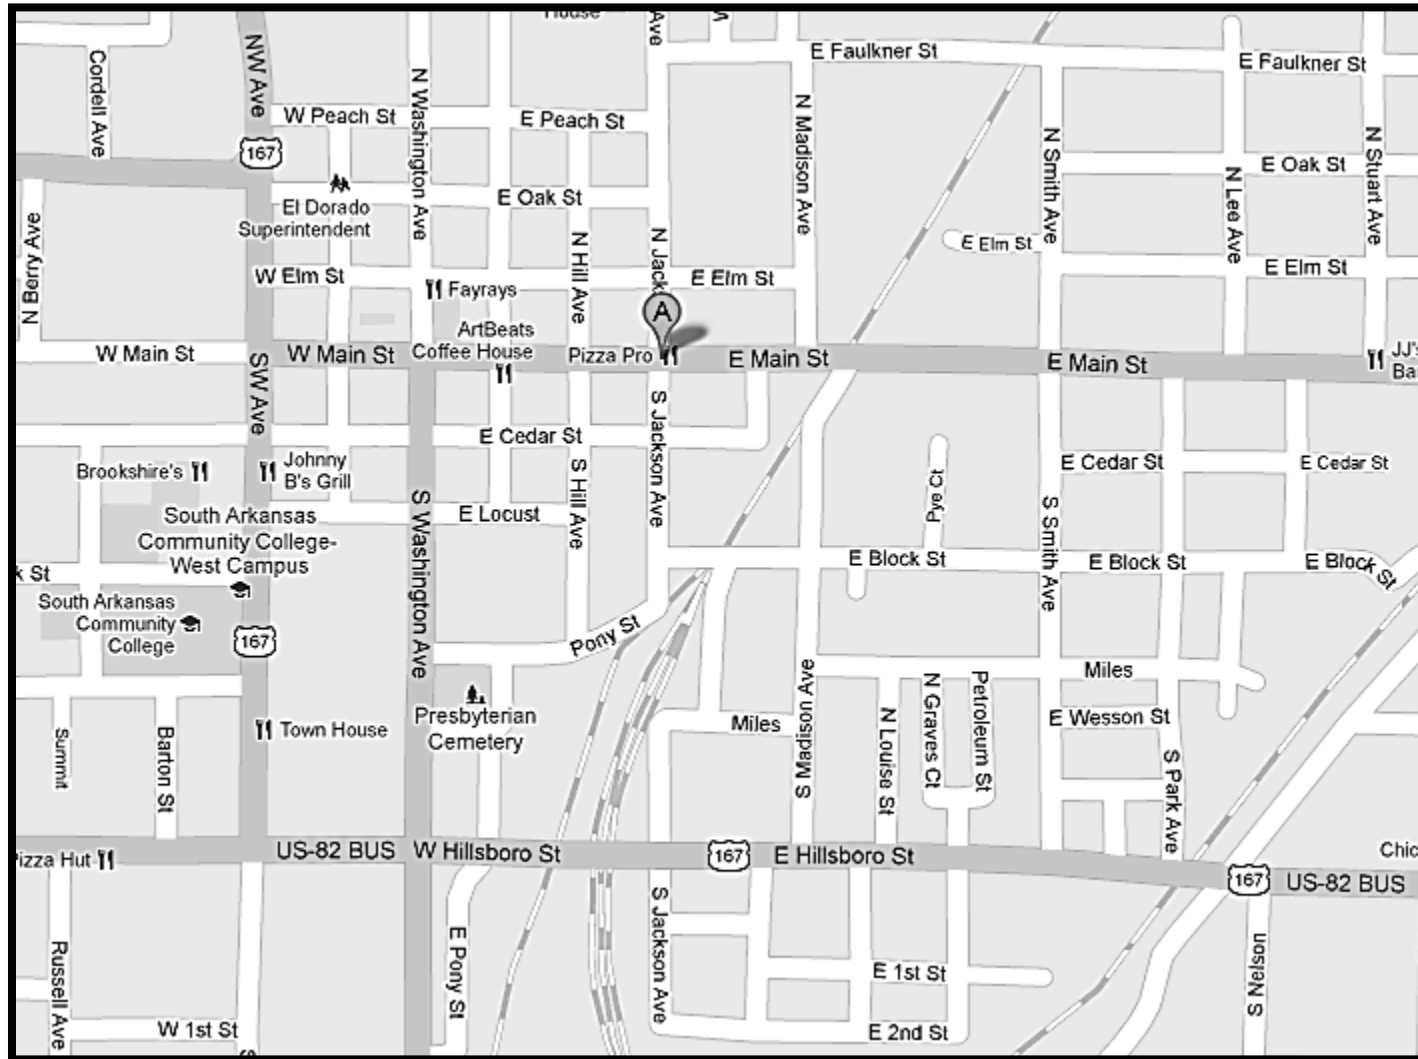 House
Ave
E Faulkner St
E Faulkner St
Cordell Ave
NW Ave
N Washington Ave
W Peach St
E Peach St
N Madison Ave
167
N Smith Ave
E Oak St
N Stuart Ave
N Lee Ave
El Dorado
Superintendent
E Oak St
N Berry Ave
N Hill Ave
N Jack
E Elm St
W Elm St
E Elm St
E Elm St
Fayrays
A
ArtBeats
Coffee House
W Main St
W Main St
Pizza Pro
E Main St
E Main St
JJ's
SW Ave
S Jackson Ave
E Cedar St
E Cedar St
E Cedar St
Brookshire's
Johnny
B's Grill
Pye Ct
S Hill Ave
S Washington Ave
E Locust
S Smith Ave
South Arkansas
Community College-
West Campus
E Block St
E Block St
E Block St
k St
South Arkansas
Community
College
167
Pony St
Miles
S Madison Ave
N Graves Ct
Petroleum St
Presbyterian
Cemetery
Miles
N Louise St
E Wesson St
Summit
Barton St
Town House
S Park Ave
US-82 BUS
W Hillsboro St
167
E Hillsboro St
Chic
izza Hut
167
US-82 BUS
Russell Ave
E Pony St
S Jackson Ave
E 1st St
S Nelson
W 1st St
E 2nd St